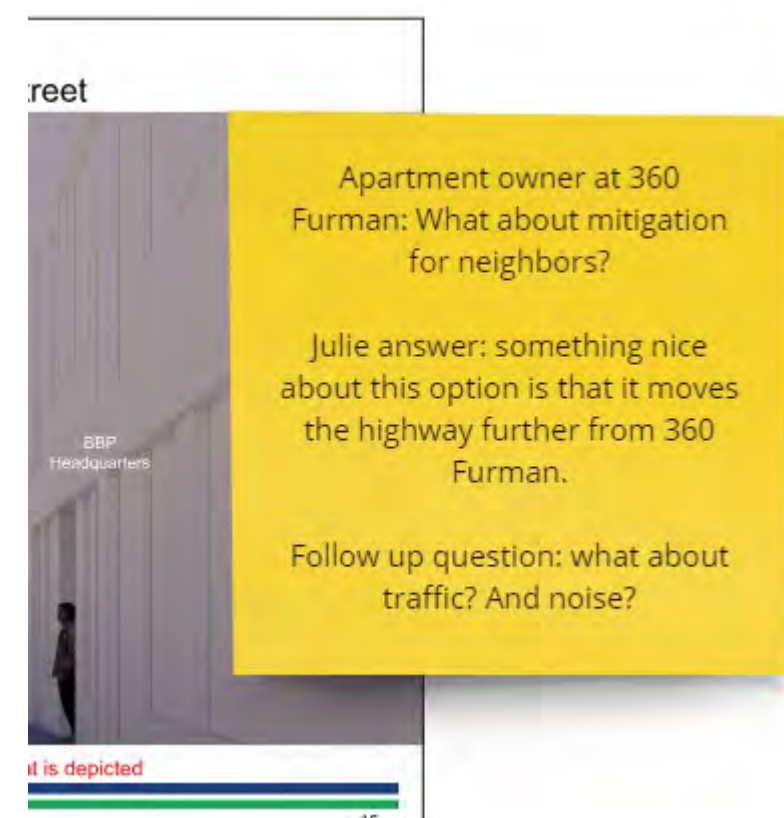 treet
Apartment owner at 360
Furman: What about mitigation
for neighbors?
Julie answer: something nice
about this option is that it moves
the highway further from 360
Furman.
Follow up question: what about
traffic? And noise?
BBP
Headquarters
at is depicted